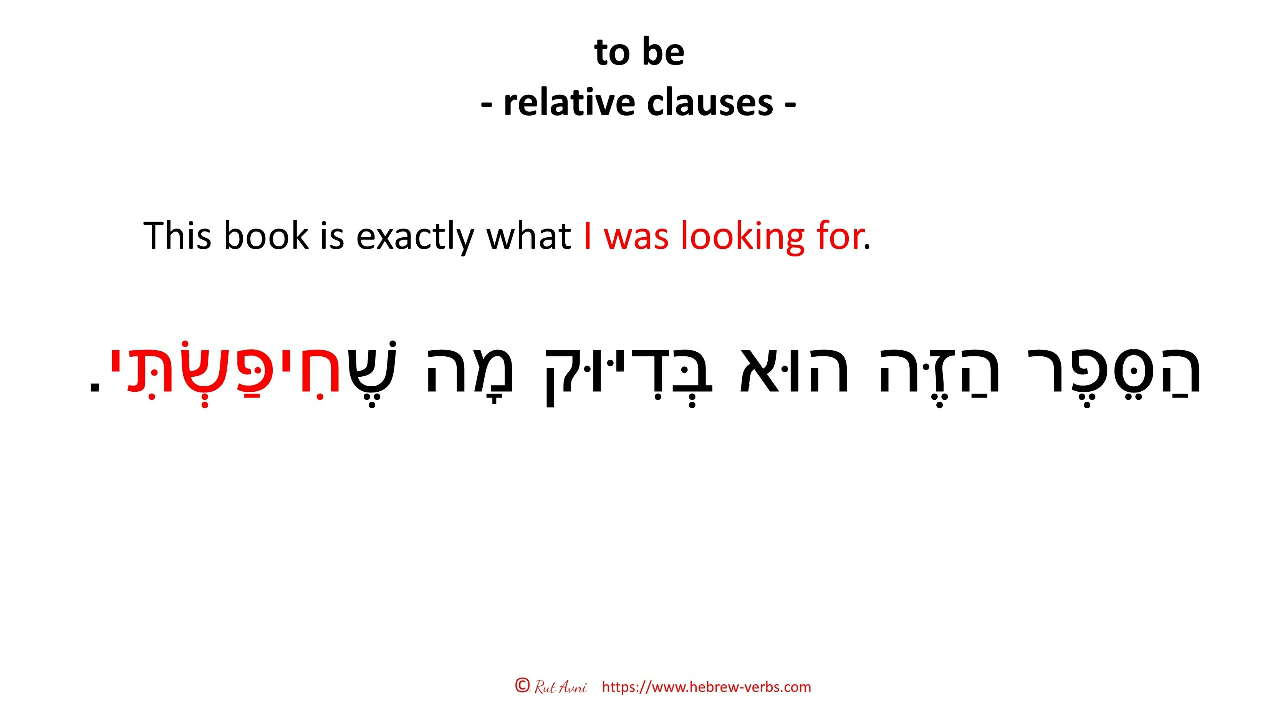 to be
- relative clauses -
This book is exactly what I was looking for.
הַסֵּפֶר הַזֶּה הוּא בְּדִיּוּק מָה שֶׁחִיפַּשְׂתִּי.
© Rut Avni https://www.hebrew-verbs.com